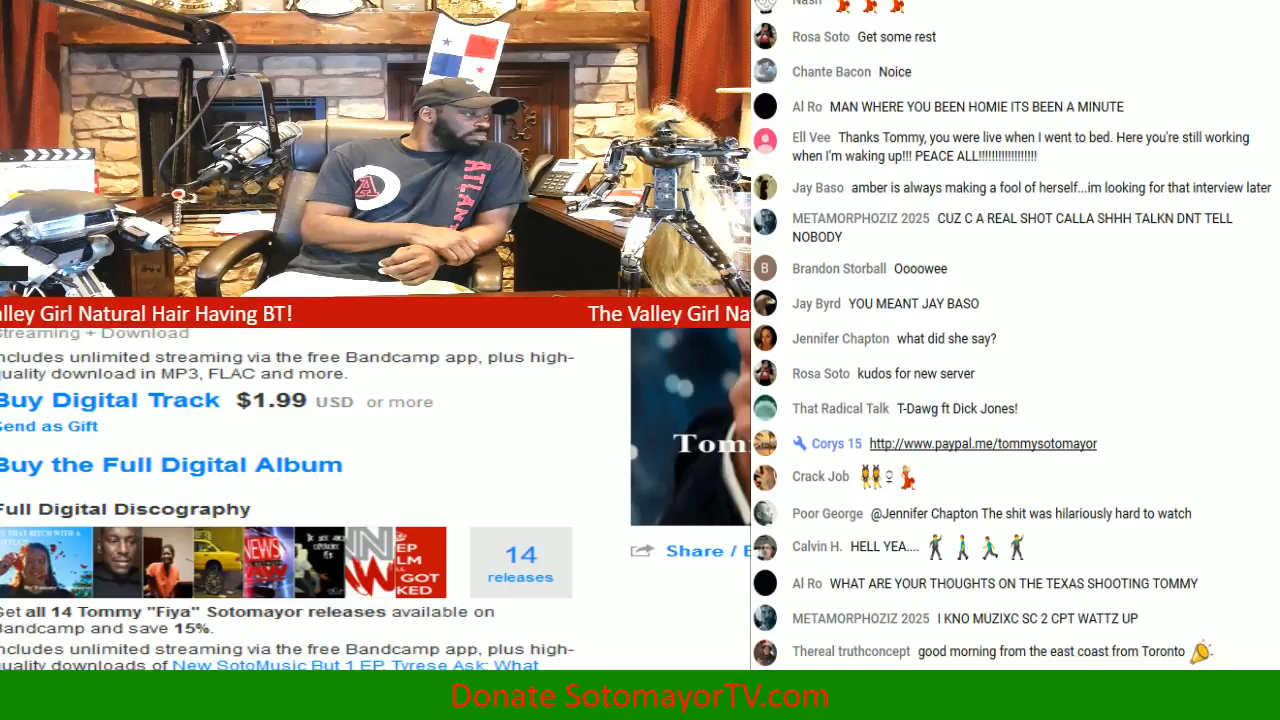 ATLANT
alley Girl Natural Hair Having BT!
The Valley Girl Na
Streaming + Download
ncludes unlimited streaming via the free Bandcamp app, plus high-
quality download in MP3, FLAC and more.
Buy Digital Track $1.99 USD or more
Send as Gift
Buy the Full Digital Album
Full Digital Discography
NEWS
EP
LM
GOT
KED
14
releases
Get all 14 Tommy "Fiya" Sotomayor releases available on
Bandcamp and save 15%.
ncludes unlimited streaming via the free Bandcamp app, plus high-
quality downloads of New SotoMusic But 1 EP, Tyrese Ask: What
Tom
Share / E
Nash
Rosa Soto Get some rest
Chante Bacon Noice
Al Ro MAN WHERE YOU BEEN HOMIE ITS BEEN A MINUTE
Ell Vee Thanks Tommy, you were live when I went to bed. Here you're still working
when I'm waking up!!! PEACE ALL!!!!!!!!!!!!!!!!!!!
Jay Baso amber is always making a fool of herself...im looking for that interview later
METAMORPHOZIZ 2025 CUZ C A REAL SHOT CALLA SHHH TALKN DNT TELL
NOBODY
B Brandon Storball Oooowee
Jay Byrd YOU MEANT JAY BASO
Jennifer Chapton what did she say?
Rosa Soto kudos for new server
That Radical Talk T-Dawg ft Dick Jones!
Corys 15 http://www.paypal.me/tommysotomayor
Crack Job
Poor George @Jennifer Chapton The shit was hilariously hard to watch
Calvin H. HELL YEA....
Al Ro WHAT ARE YOUR THOUGHTS ON THE TEXAS SHOOTING TOMMY
METAMORPHOZIZ 2025 I KNO MUZIXC SC 2 CPT WATTZ UP
Thereal truthconcept good morning from the east coast from Toronto
Donate SotomayorTV.com